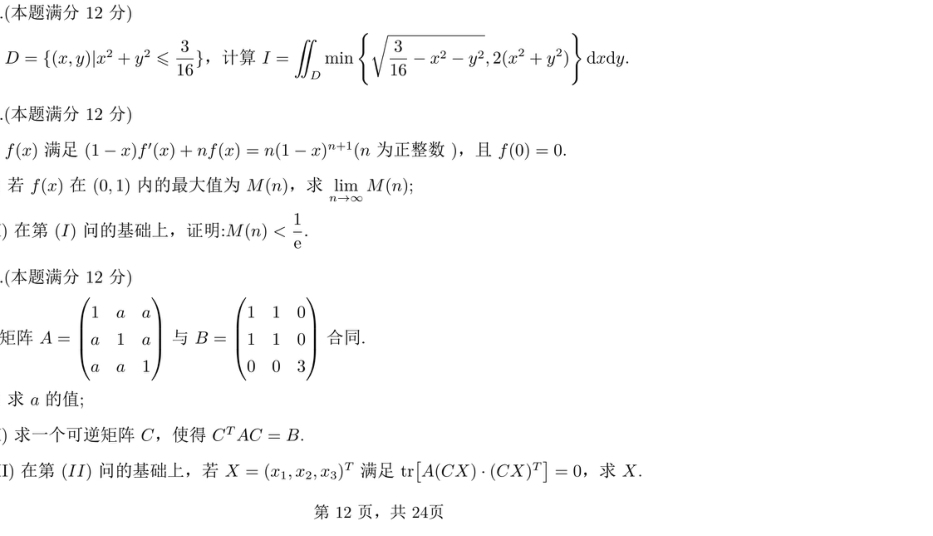 .(本题满分 12 分)
D = {(x, y)|x² + y² ⩽ 3/16}，计算 I = ∬_D min{√(3/16 − x² − y²), 2(x² + y²)} dxdy.
.(本题满分 12 分)
f(x) 满足 (1 − x)f′(x) + nf(x) = n(1 − x)ⁿ⁺¹(n 为正整数 )，且 f(0) = 0.
若 f(x) 在 (0, 1) 内的最大值为 M(n)，求 lim_{n→∞} M(n);
) 在第 (I) 问的基础上，证明:M(n) < 1/e.
.(本题满分 12 分)
矩阵 A = (1 a a; a 1 a; a a 1) 与 B = (1 1 0; 1 1 0; 0 0 3) 合同.
求 a 的值;
) 求一个可逆矩阵 C，使得 CᵀAC = B.
II) 在第 (II) 问的基础上，若 X = (x₁, x₂, x₃)ᵀ 满足 tr[A(CX) · (CX)ᵀ] = 0，求 X.
第 12 页，共 24页